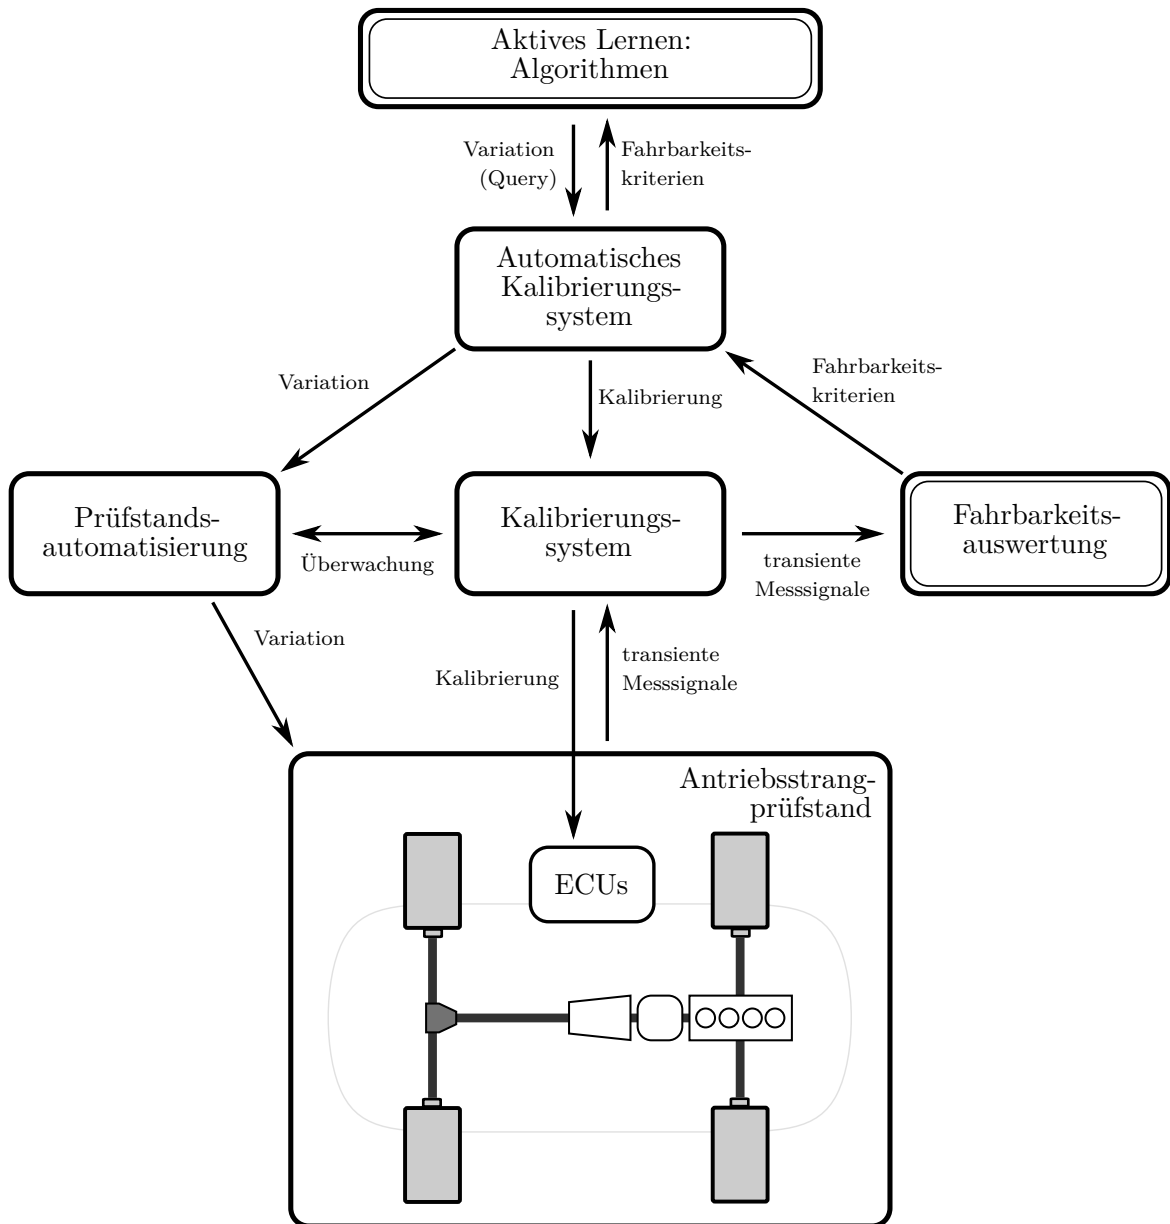 Aktives Lernen:
Algorithmen
Variation
(Query)
Fahrbarkeits-
kriterien
Automatisches
Kalibrierungs-
system
Variation
Kalibrierung
Fahrbarkeits-
kriterien
Prüfstands-
automatisierung
Überwachung
Kalibrierungs-
system
transiente
Messsignale
Fahrbarkeits-
auswertung
Variation
Kalibrierung
transiente
Messsignale
Antriebsstrang-
prüfstand
ECUs